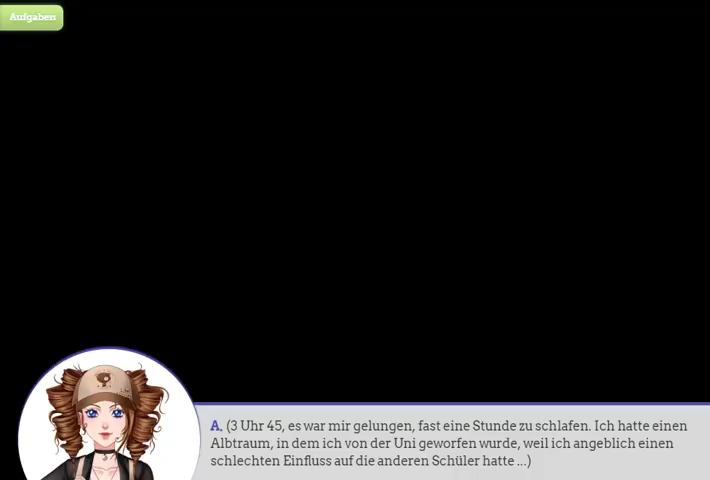 Aufgaben
A. (3 Uhr 45, es war mir gelungen, fast eine Stunde zu schlafen. Ich hatte einen
Albtraum, in dem ich von der Uni geworfen wurde, weil ich angeblich einen
schlechten Einfluss auf die anderen Schüler hatte ...)